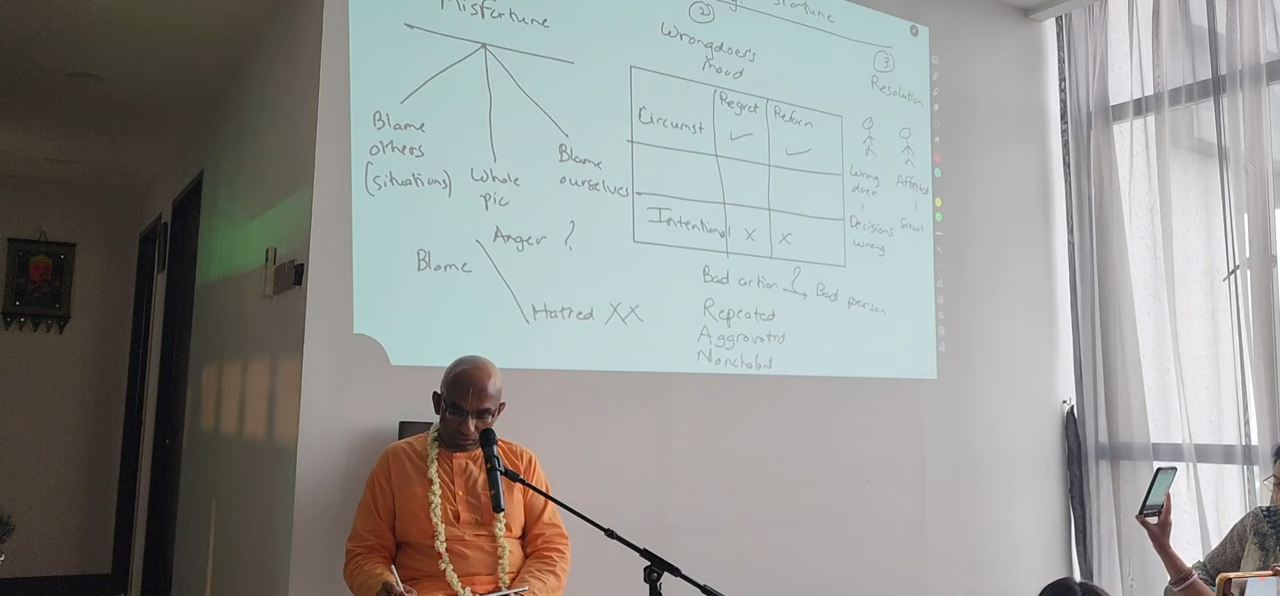 Misfortune
Blame
others
(situations)
Whole
pic
Blame
ourselves
Anger ?
Blame
Hatred XX
2
Wrongdoer's
mood
Regret
Reform
Circumst ✓ ✓
Intentional X X
Bad action
Bad person
Repeated
Aggravated
Nonchalant
3
Resolution
Wrong
doer
Decisions
wrong
Affected